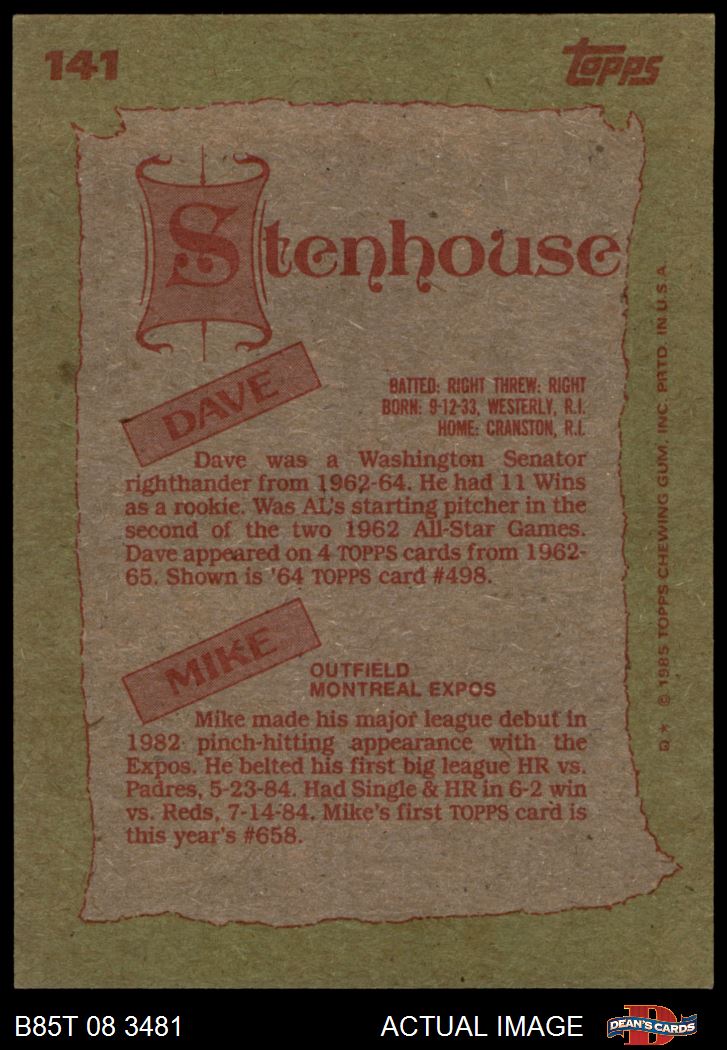 141
Topps
Stenhouse
DAVE
BATTED: RIGHT THREW: RIGHT
BORN: 9-12-33, WESTERLY, R.I.
HOME: CRANSTON, R.I.
Dave was a Washington Senator
righthander from 1962-64. He had 11 Wins
as a rookie. Was AL's starting pitcher in the
second of the two 1962 All-Star Games.
Dave appeared on 4 TOPPS cards from 1962-
65. Shown is '64 TOPPS card #498.
MIKE
OUTFIELD
MONTREAL EXPOS
Mike made his major league debut in
1982 pinch-hitting appearance with the
Expos. He belted his first big league HR vs.
Padres, 5-23-84. Had Single & HR in 6-2 win
vs. Reds, 7-14-84. Mike's first TOPPS card is
this year's #658.
D* © 1985 TOPPS CHEWING GUM, INC. PRTD. IN U.S.A.
B85T 08 3481
ACTUAL IMAGE
D
DEAN'S CARDS